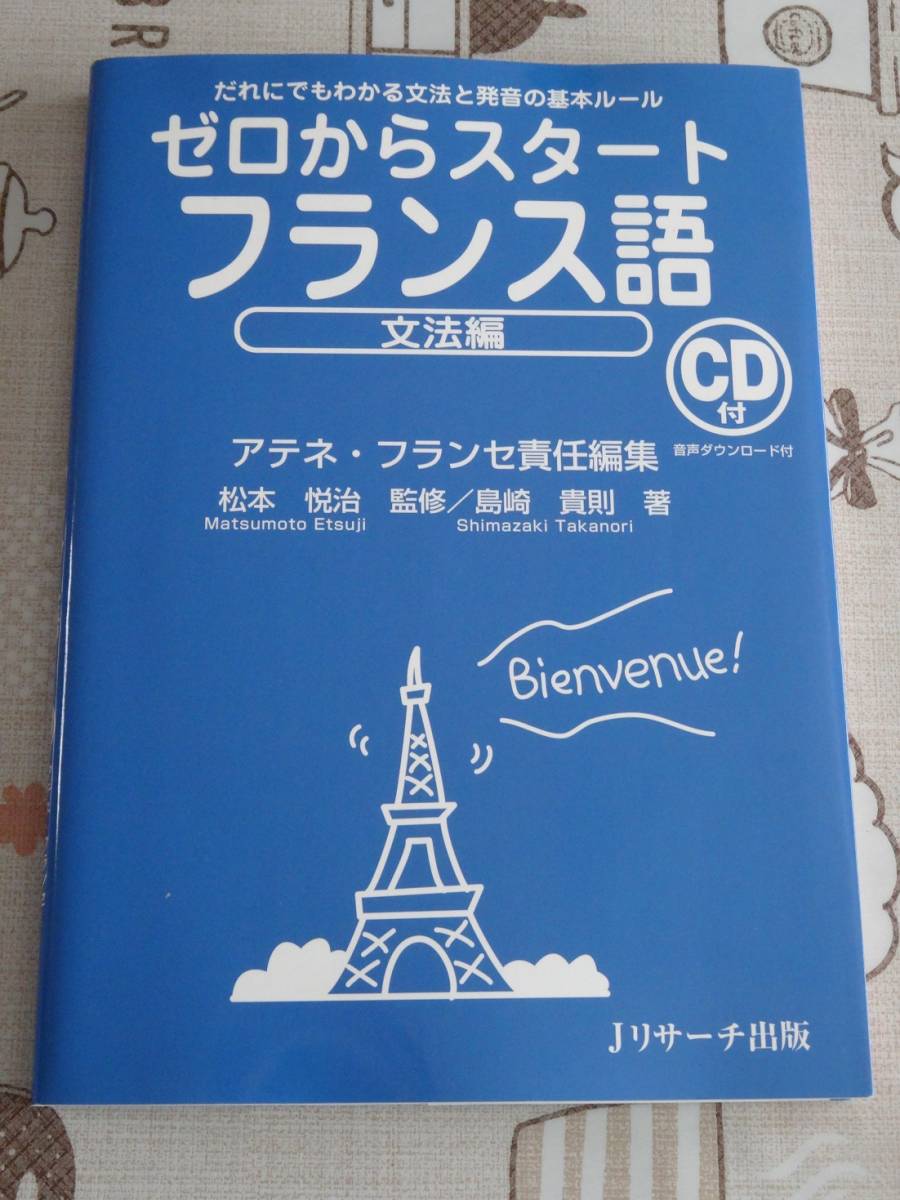 BR
だれにでもわかる文法と発音の基本ルール
ゼロからスタート
フランス語
文法編
CD
付
音声ダウンロード付
アテネ・フランセ責任編集
松本 悦治 監修／島崎 貴則 著
Matsumoto Etsuji Shimazaki Takanori
Bienvenue!
Jリサーチ出版